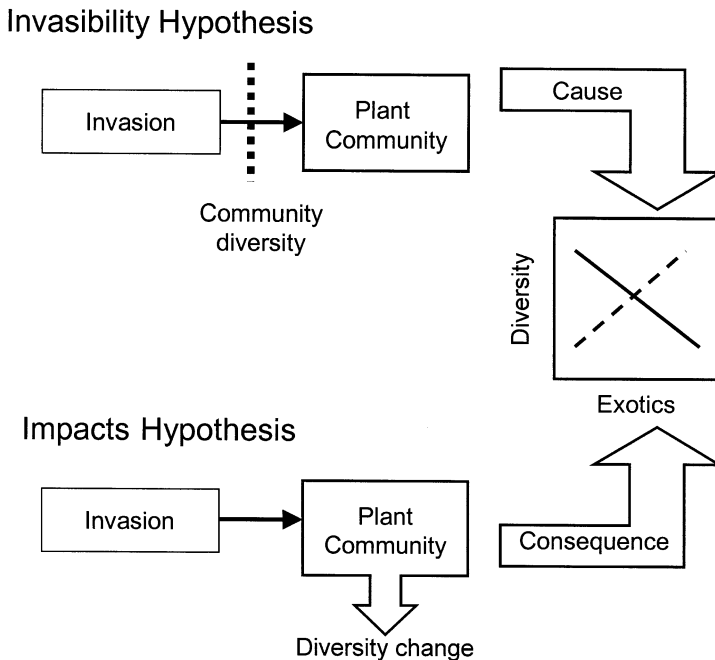 Invasibility Hypothesis
Invasion
Plant
Community
Cause
Community
diversity
Diversity
Exotics
Impacts Hypothesis
Invasion
Plant
Community
Consequence
Diversity change